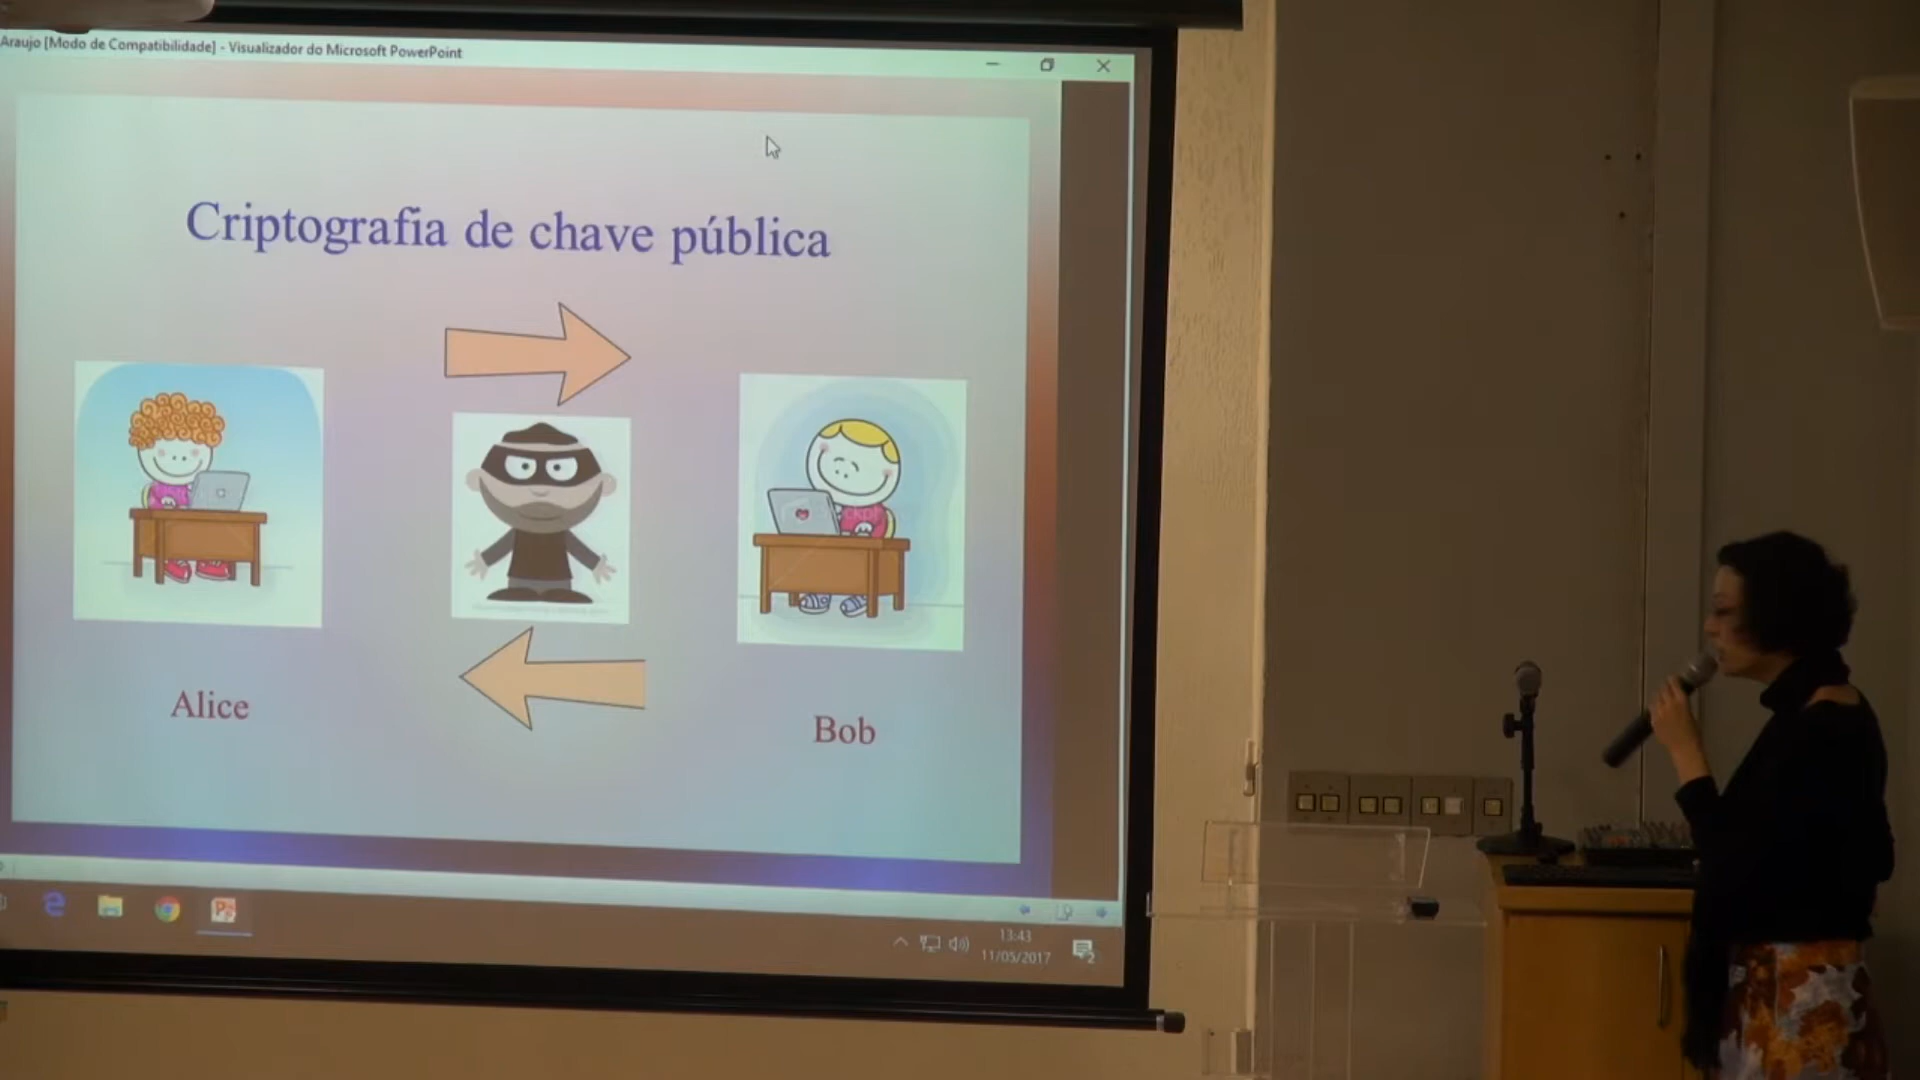 Araujo [Modo de Compatibilidade] - Visualizador do Microsoft PowerPoint
Criptografia de chave pública
Alice
Bob
13:43
11/05/2017
2